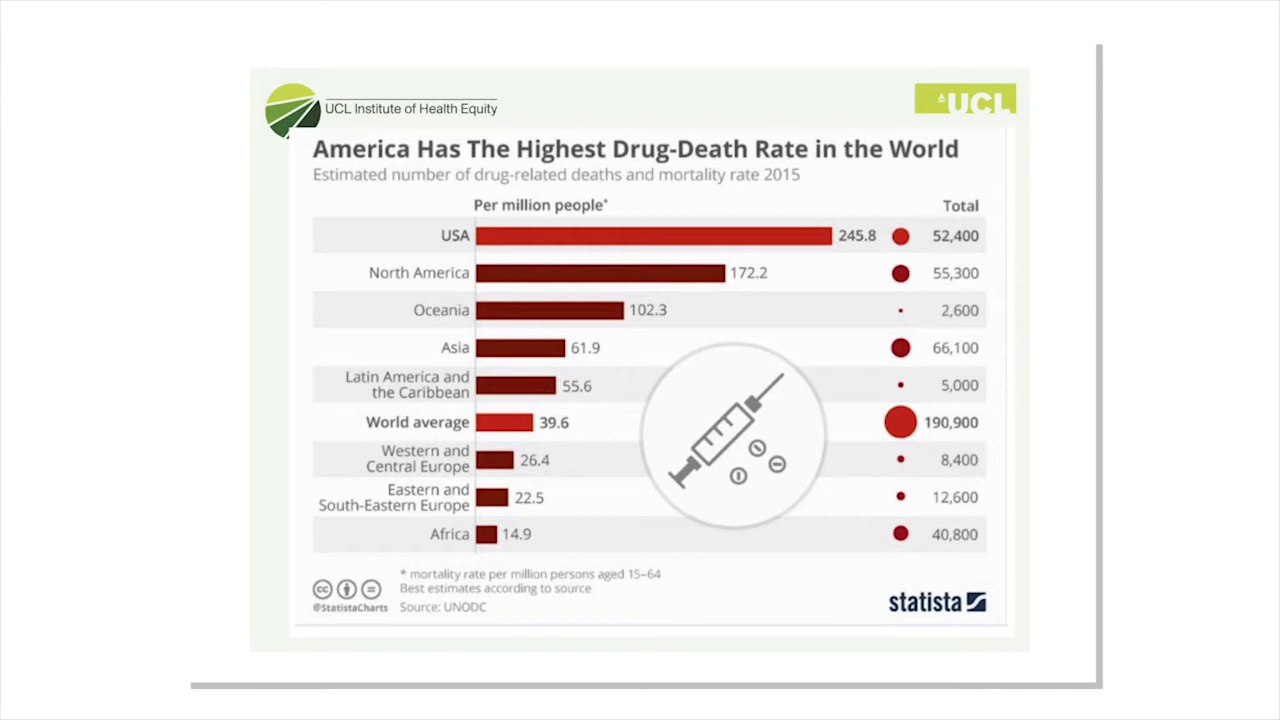 UCL Institute of Health Equity
UCL
America Has The Highest Drug-Death Rate in the World
Estimated number of drug-related deaths and mortality rate 2015
Per million people* Total
USA 245.8 52,400
North America 172.2 55,300
Oceania 102.3 2,600
Asia 61.9 66,100
Latin America and
the Caribbean 55.6 5,000
World average 39.6 190,900
Western and
Central Europe 26.4 8,400
Eastern and
South-Eastern Europe 22.5 12,600
Africa 14.9 40,800
* mortality rate per million persons aged 15–64
Best estimates according to source
@StatistaCharts Source: UNODC
cc
statista